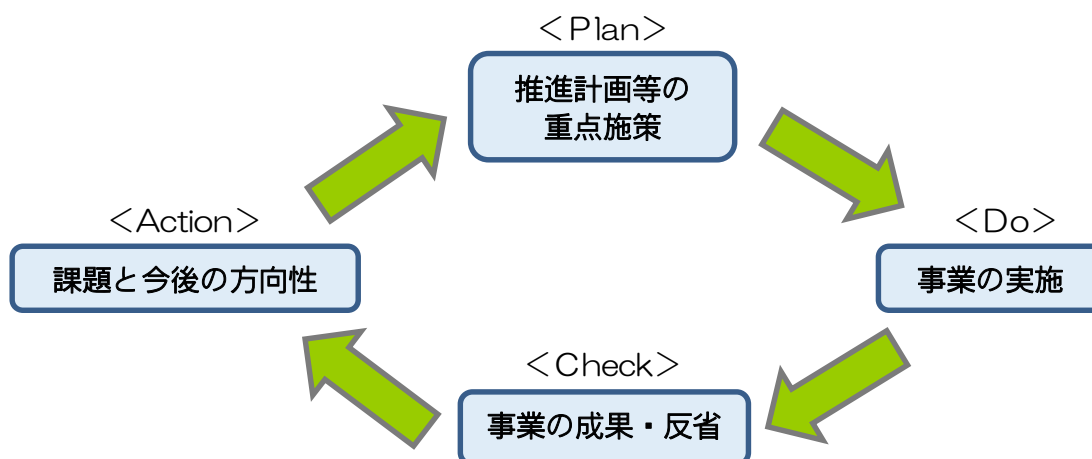 ＜Plan＞
推進計画等の
重点施策
＜Action＞
課題と今後の方向性
＜Do＞
事業の実施
＜Check＞
事業の成果・反省